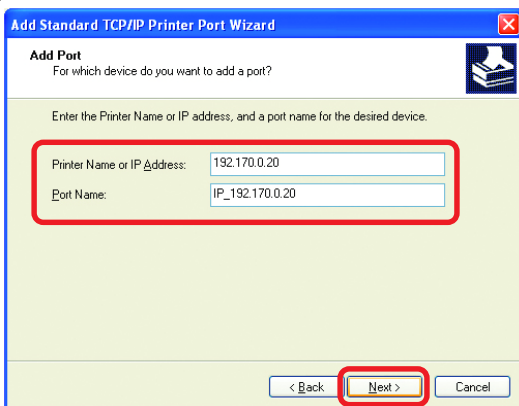 Add Standard TCP/IP Printer Port Wizard
Add Port
For which device do you want to add a port?
Enter the Printer Name or IP address, and a port name for the desired device.
Printer Name or IP Address: 192.170.0.20
Port Name: IP_192.170.0.20
< Back Next > Cancel